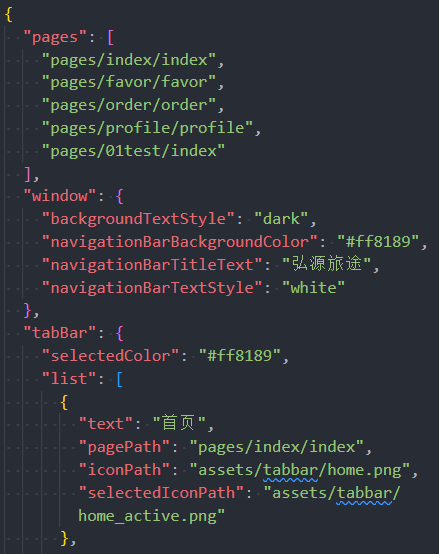 {
"pages": [
"pages/index/index",
"pages/favor/favor",
"pages/order/order",
"pages/profile/profile",
"pages/01test/index"
],
"window": {
"backgroundTextStyle": "dark",
"navigationBarBackgroundColor": "#ff8189",
"navigationBarTitleText": "弘源旅途",
"navigationBarTextStyle": "white"
},
"tabBar": {
"selectedColor": "#ff8189",
"list": [
{
"text": "首页",
"pagePath": "pages/index/index",
"iconPath": "assets/tabbar/home.png",
"selectedIconPath": "assets/tabbar/
home_active.png"
},